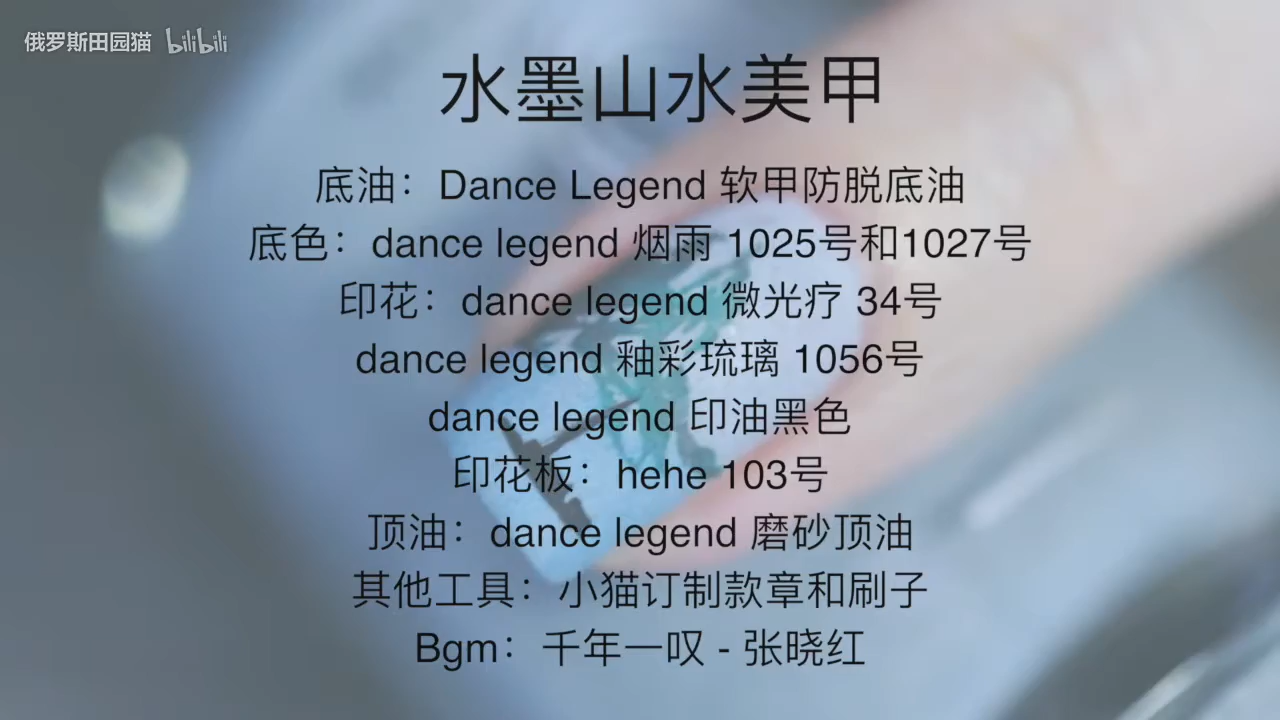 俄罗斯田园猫 bilibili
水墨山水美甲
底油：Dance Legend 软甲防脱底油
底色：dance legend 烟雨 1025号和1027号
印花：dance legend 微光疗 34号
dance legend 釉彩琉璃 1056号
dance legend 印油黑色
印花板：hehe 103号
顶油：dance legend 磨砂顶油
其他工具：小猫订制款章和刷子
Bgm：千年一叹 - 张晓红